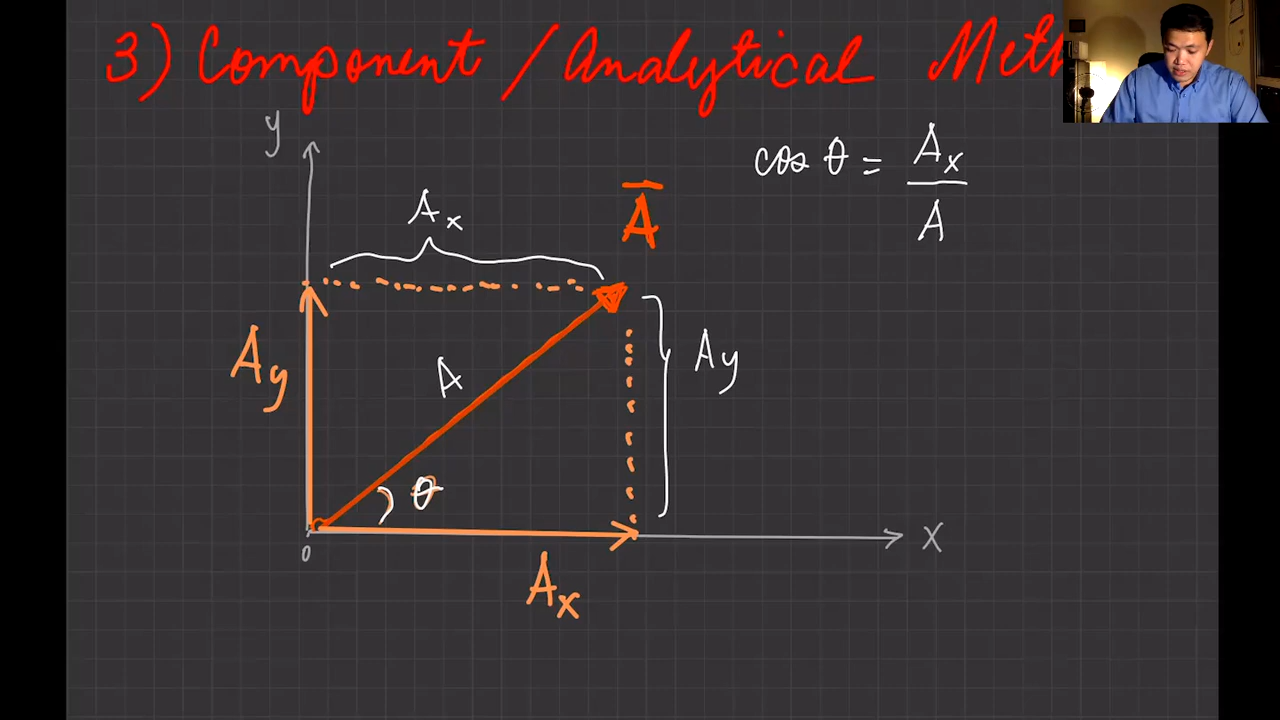 3) Component / Analytical Meth
y
cos θ = Ax
A
Ax
A
Ay
A
Ay
θ
0
x
Ax